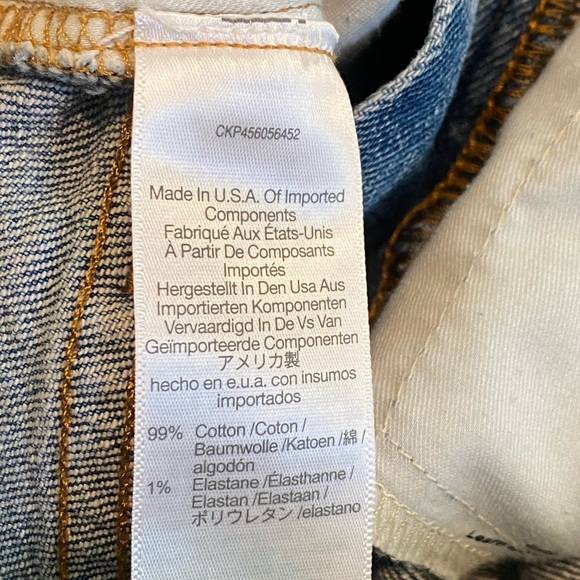 CKP456056452
Made In U.S.A. Of Imported
Components
Fabriqué Aux États-Unis
À Partir De Composants
Importés
Hergestellt In Den Usa Aus
Importierten Komponenten
Vervaardigd In De Vs Van
Geïmporteerde Componenten
アメリカ製
hecho en e.u.a. con insumos
importados
99% Cotton /Coton /
Baumwolle /Katoen /綿 /
algodón
1% Elastane /Élasthanne /
Elastan /Elastaan /
ポリウレタン /elastano